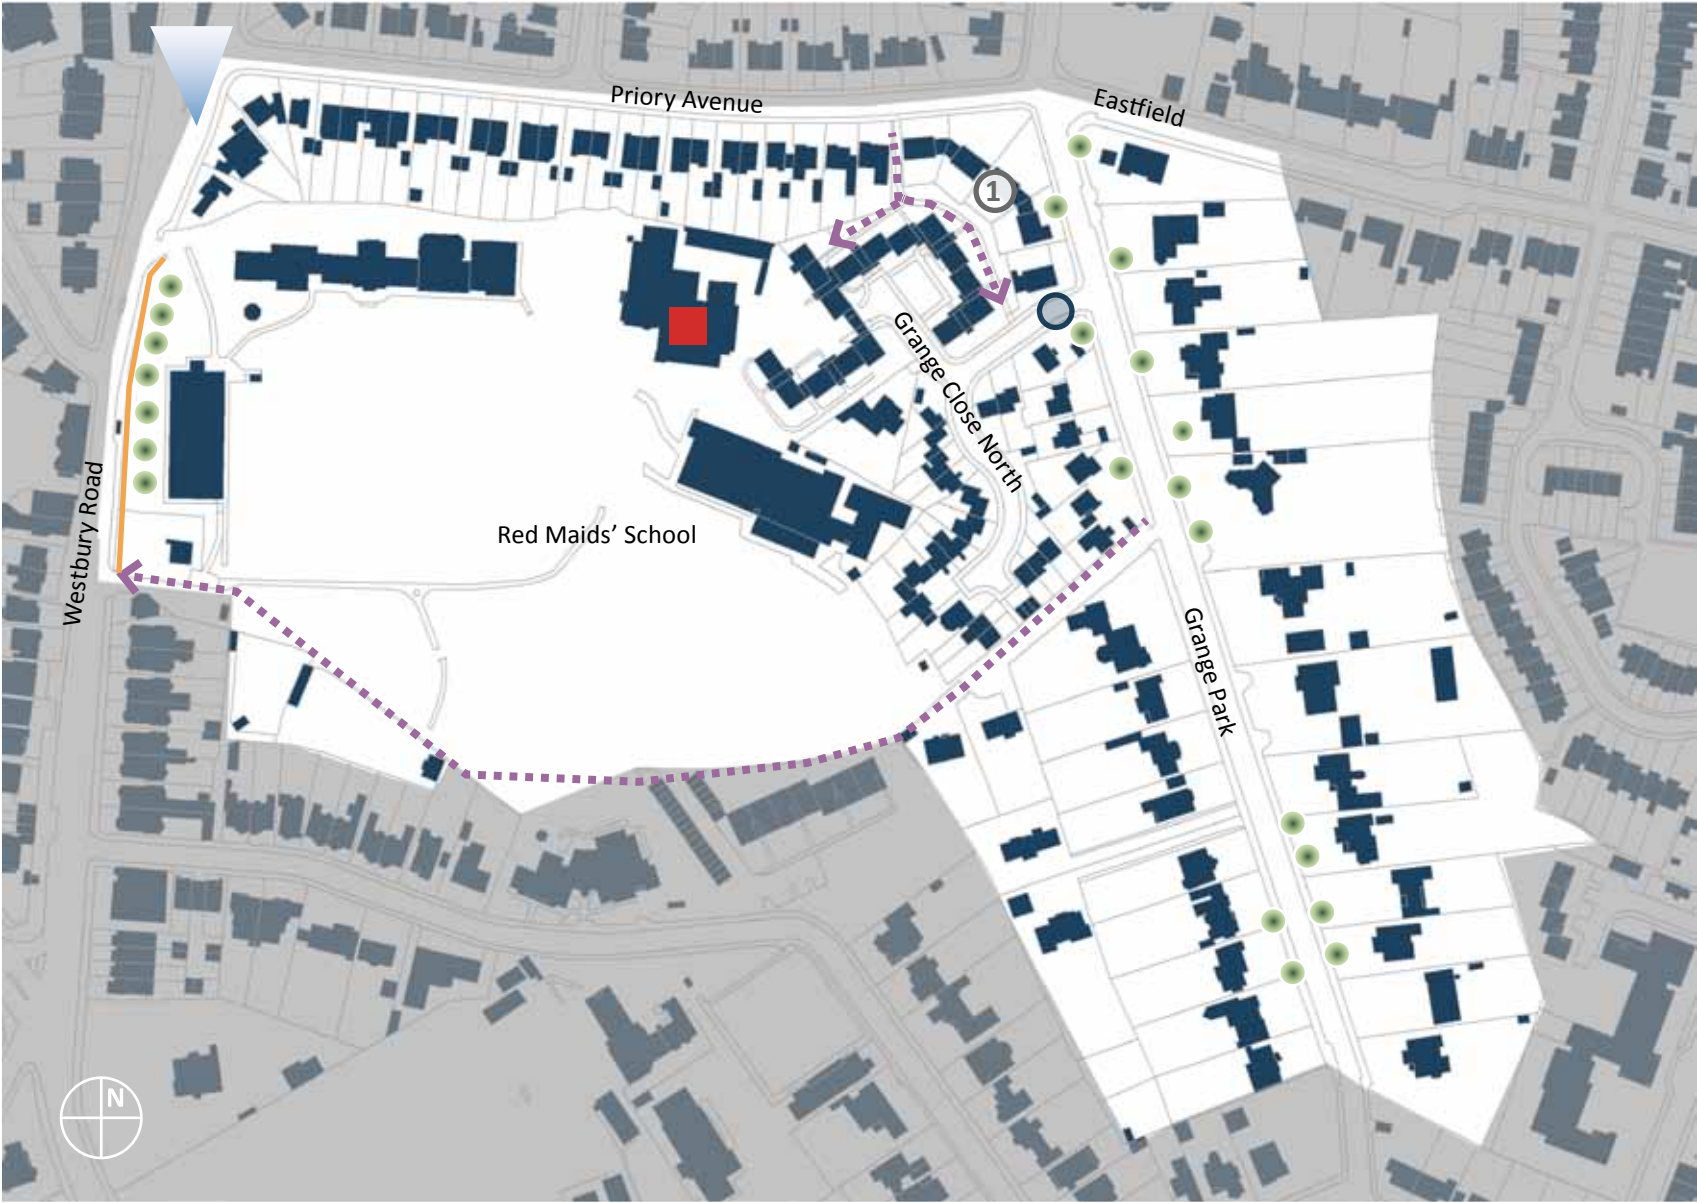 Priory Avenue
Eastfield
1
Grange Close North
Westbury Road
Red Maids’ School
Grange Park
N